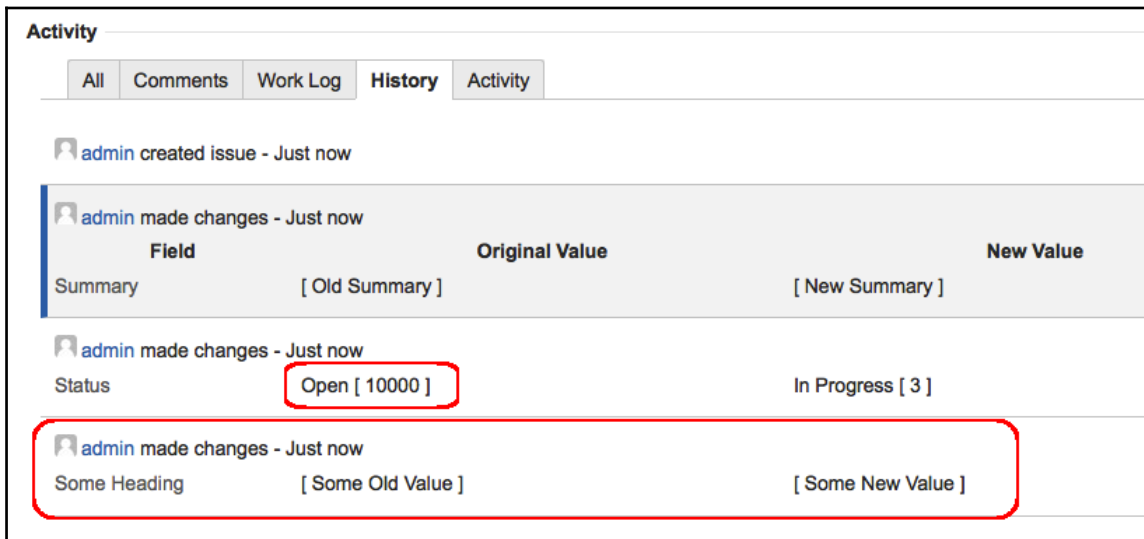 Activity
All Comments Work Log History Activity
admin created issue - Just now
admin made changes - Just now
Field Original Value New Value
Summary [ Old Summary ] [ New Summary ]
admin made changes - Just now
Status Open [ 10000 ] In Progress [ 3 ]
admin made changes - Just now
Some Heading [ Some Old Value ] [ Some New Value ]